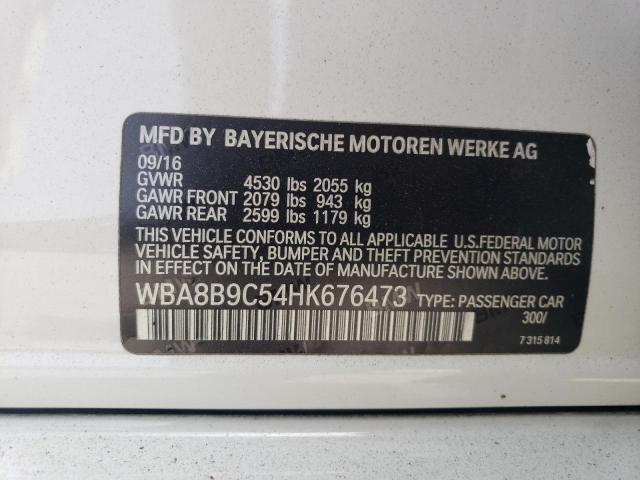 MFD BY BAYERISCHE MOTOREN WERKE AG
09/16
GVWR 4530 lbs 2055 kg
GAWR FRONT 2079 lbs 943 kg
GAWR REAR 2599 lbs 1179 kg
THIS VEHICLE CONFORMS TO ALL APPLICABLE U.S.FEDERAL MOTOR
VEHICLE SAFETY, BUMPER AND THEFT PREVENTION STANDARDS
IN EFFECT ON THE DATE OF MANUFACTURE SHOWN ABOVE.
WBA8B9C54HK676473 TYPE: PASSENGER CAR
300/
7 315 814